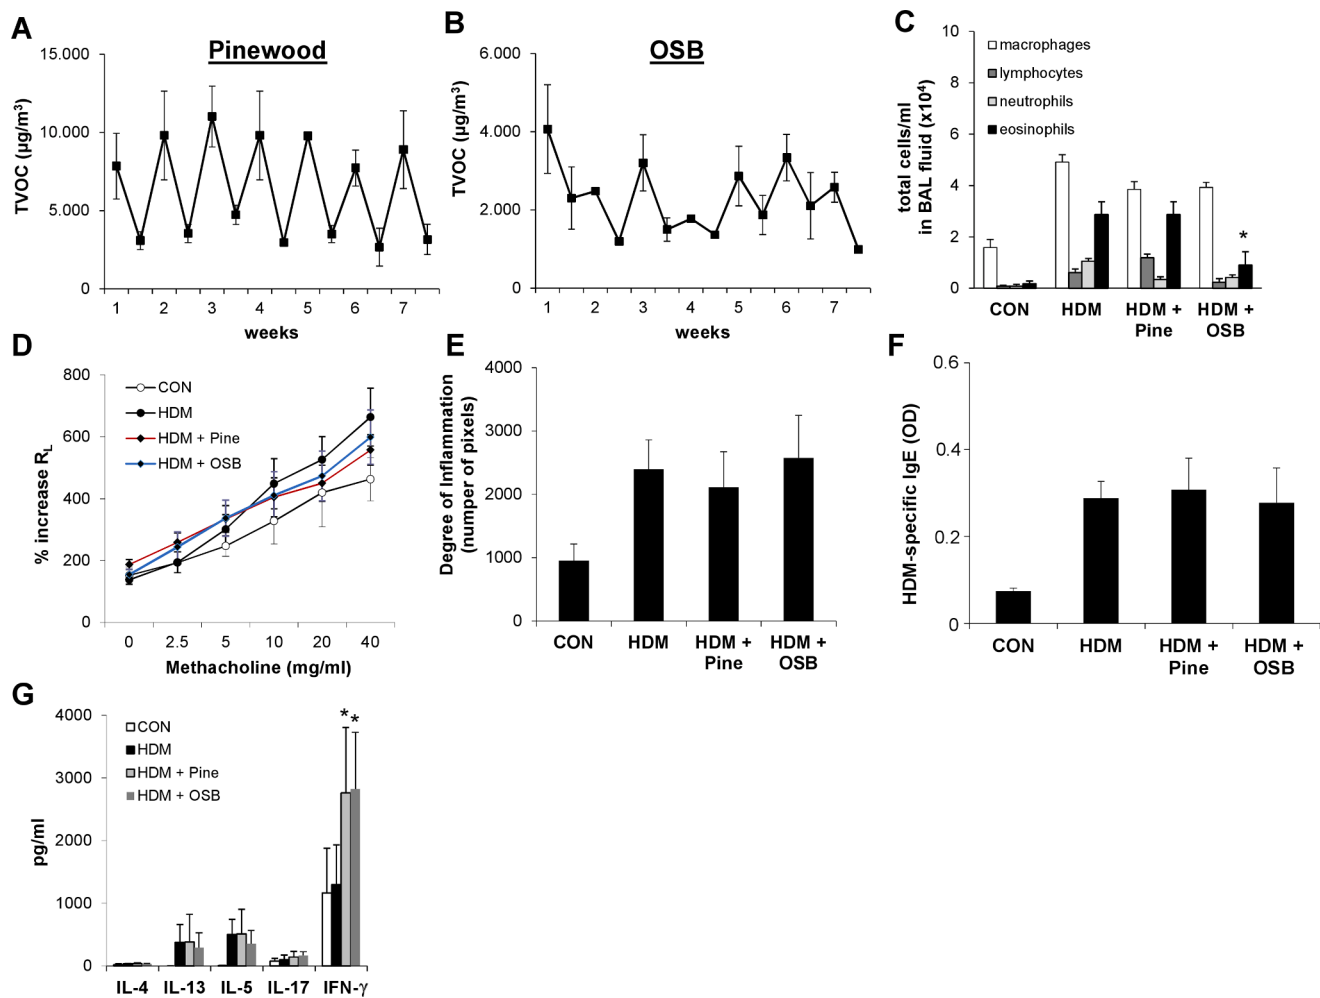 A
Pinewood
15.000
10.000
5.000
0
TVOC (µg/m³)
1 2 3 4 5 6 7
weeks
B
OSB
6.000
4.000
2.000
0
TVOC (µg/m³)
1 2 3 4 5 6 7
weeks
C
10
8
6
4
2
0
total cells/ml
in BAL fluid (x10⁴)
macrophages
lymphocytes
neutrophils
eosinophils
*
CON HDM HDM + Pine HDM + OSB
D
800
600
400
200
0
% increase R_L
CON
HDM
HDM + Pine
HDM + OSB
0 2.5 5 10 20 40
Methacholine (mg/ml)
E
4000
3000
2000
1000
0
Degree of Inflammation
(numper of pixels)
CON HDM HDM + Pine HDM + OSB
F
0.6
0.4
0.2
0
HDM-specific IgE (OD)
CON HDM HDM + Pine HDM + OSB
G
4000
3000
2000
1000
0
pg/ml
CON
HDM
HDM + Pine
HDM + OSB
* *
IL-4 IL-13 IL-5 IL-17 IFN-γ